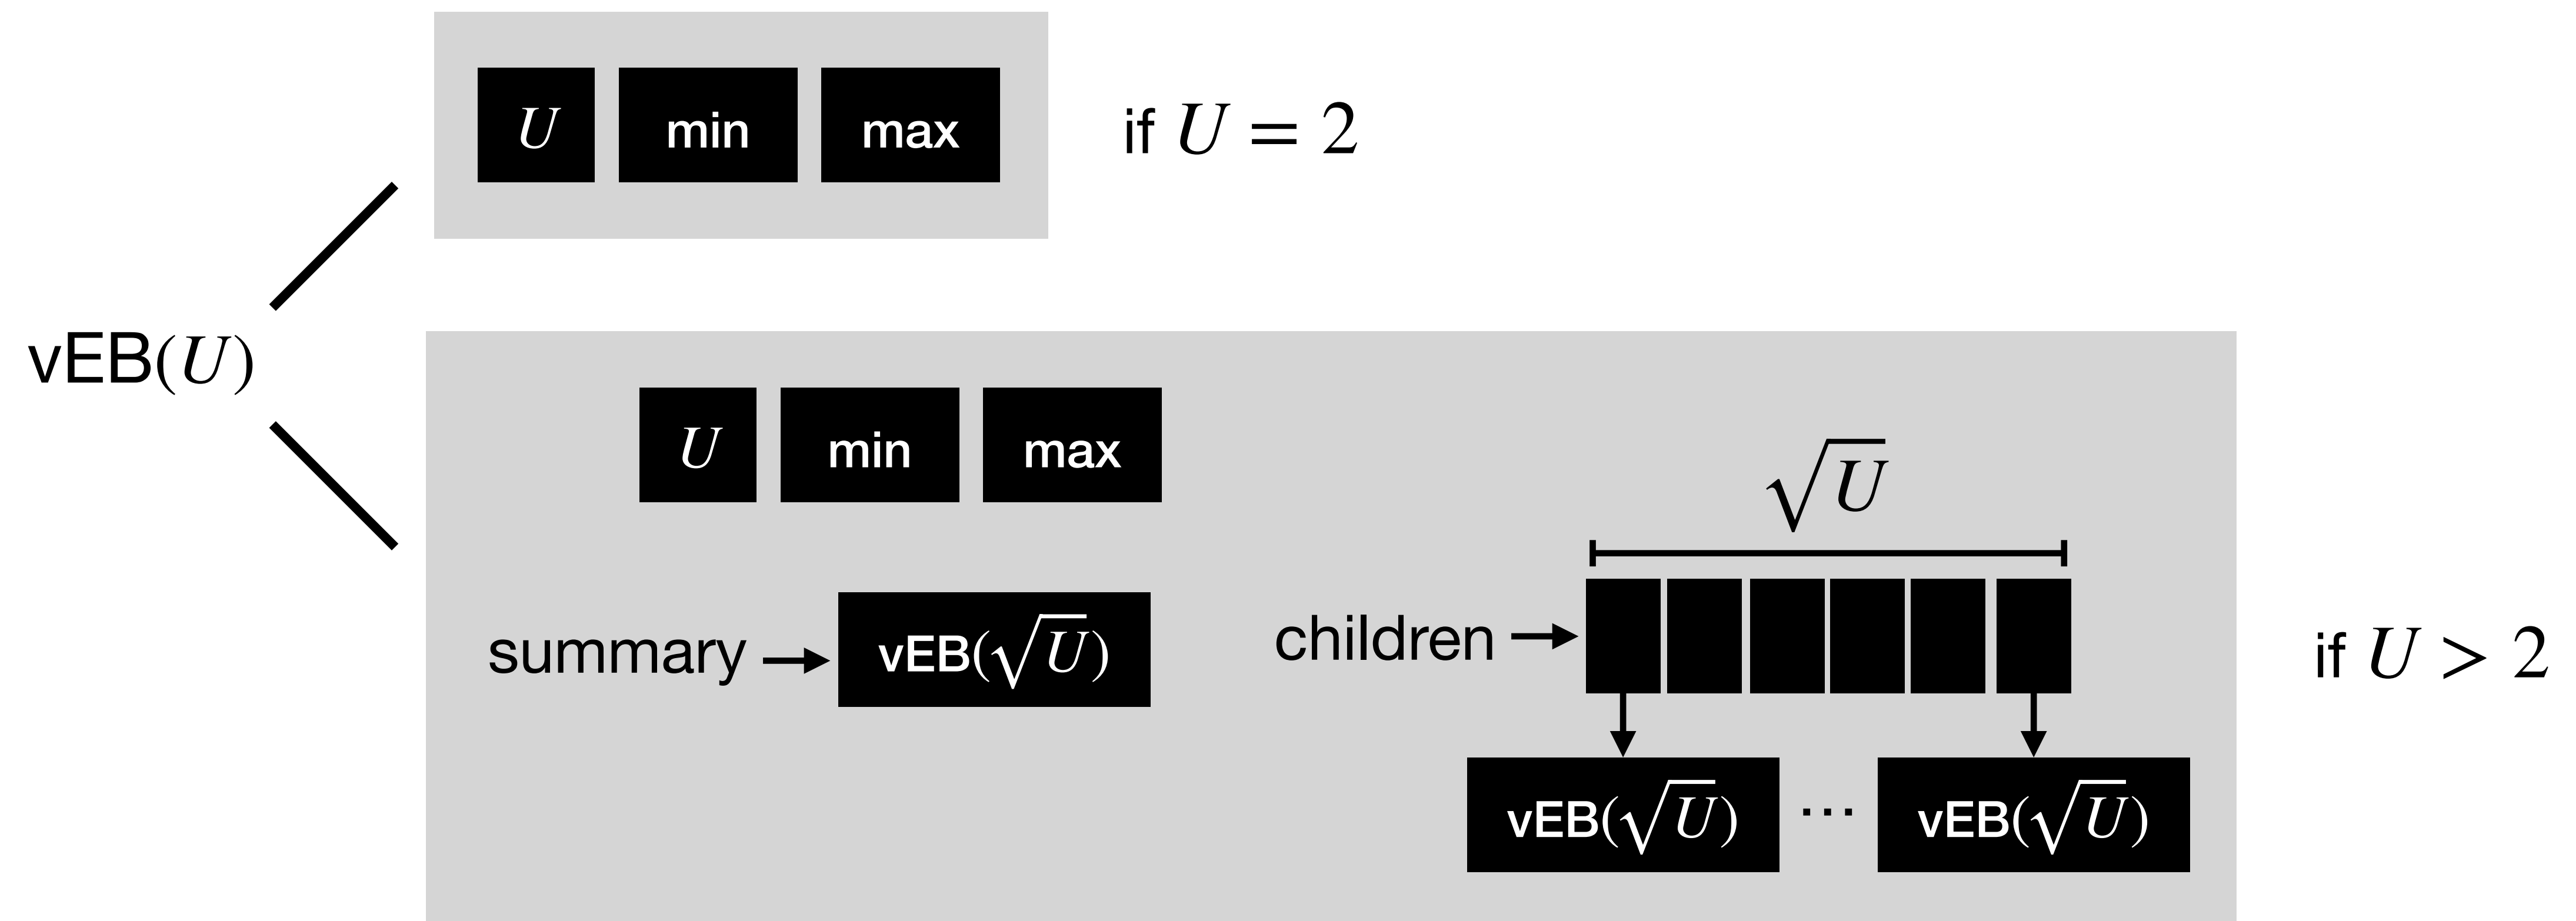 U min max if U = 2
vEB(U)
U min max
√U
summary vEB(√U) children
if U > 2
vEB(√U) ... vEB(√U)